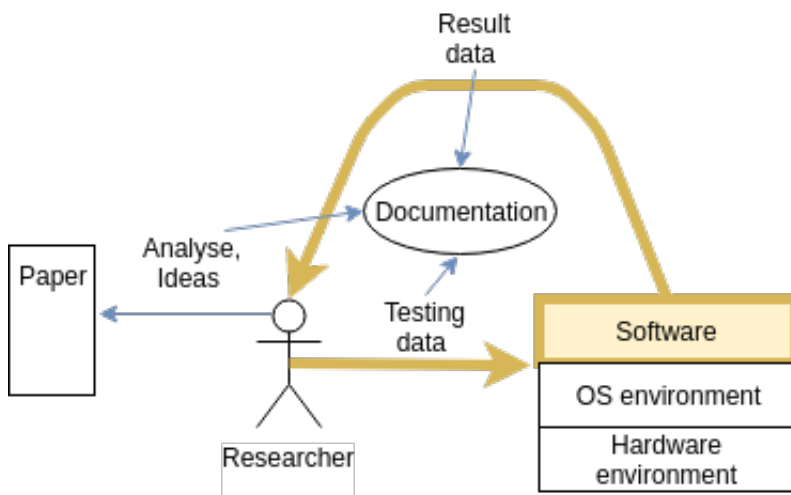 Result
data
Documentation
Analyse,
Ideas
Paper
Testing
data
Software
OS environment
Hardware
environment
Researcher